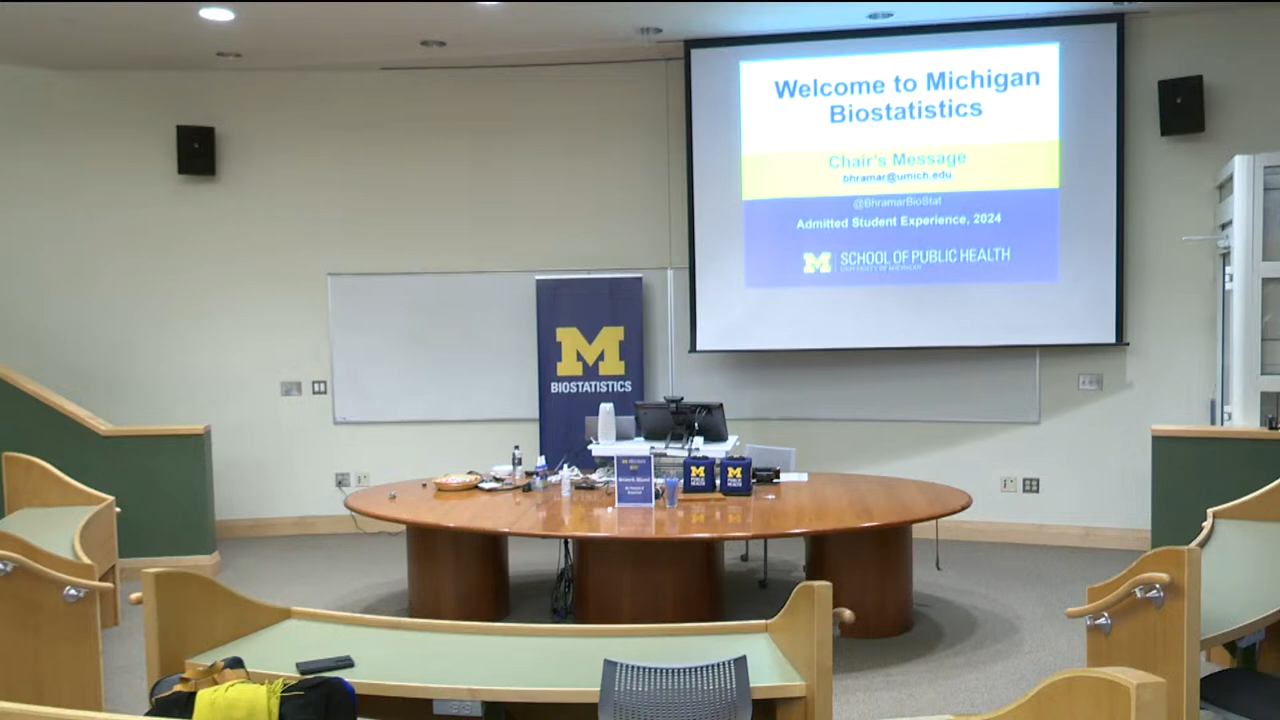 Welcome to Michigan
Biostatistics
Chair's Message
bhramar@umich.edu
@BhramarBioStat
Admitted Student Experience, 2024
M SCHOOL OF PUBLIC HEALTH
UNIVERSITY OF MICHIGAN
M
BIOSTATISTICS
M
PUBLIC
HEALTH
M
PUBLIC
HEALTH